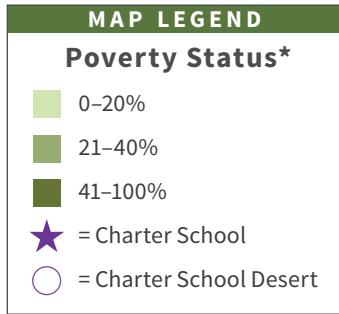 MAP LEGEND
Poverty Status*
0–20%
21–40%
41–100%
= Charter School
= Charter School Desert